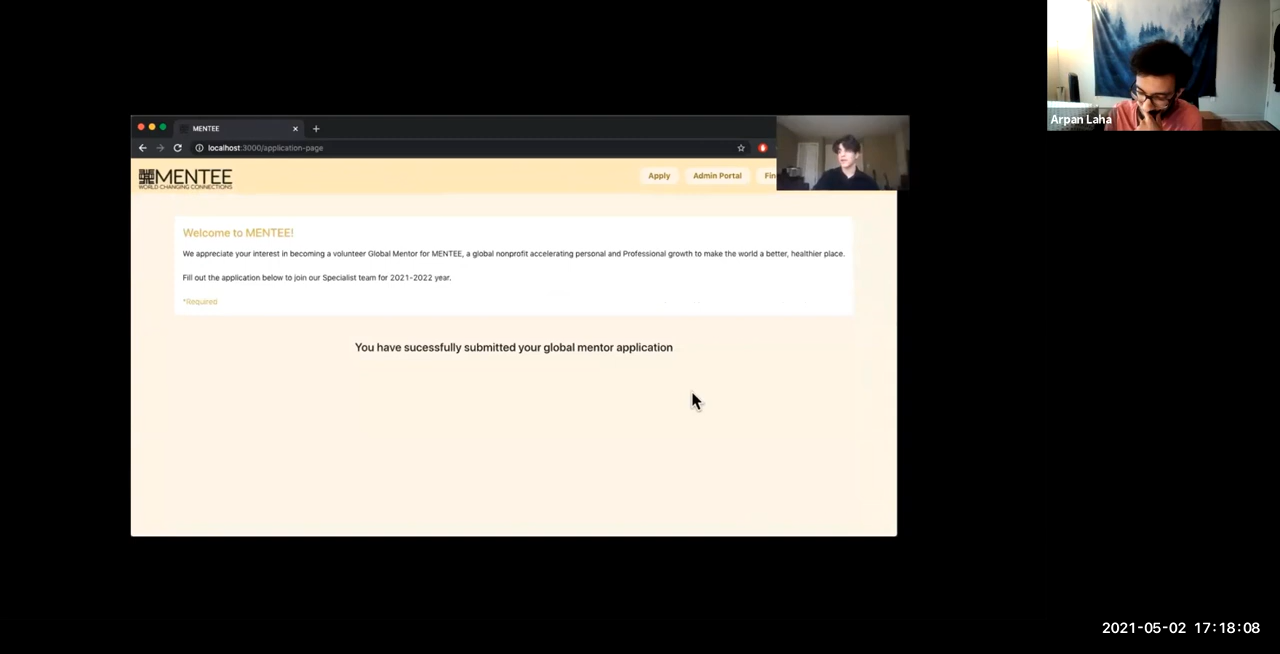 Arpan Laha
MENTEE
localhost:3000/application-page
MENTEE
WORLD CHANGING CONNECTIONS
Apply
Admin Portal
Fin
Welcome to MENTEE!
We appreciate your interest in becoming a volunteer Global Mentor for MENTEE, a global nonprofit accelerating personal and Professional growth to make the world a better, healthier place.
Fill out the application below to join our Specialist team for 2021-2022 year.
*Required
You have sucessfully submitted your global mentor application
2021-05-02 17:18:08